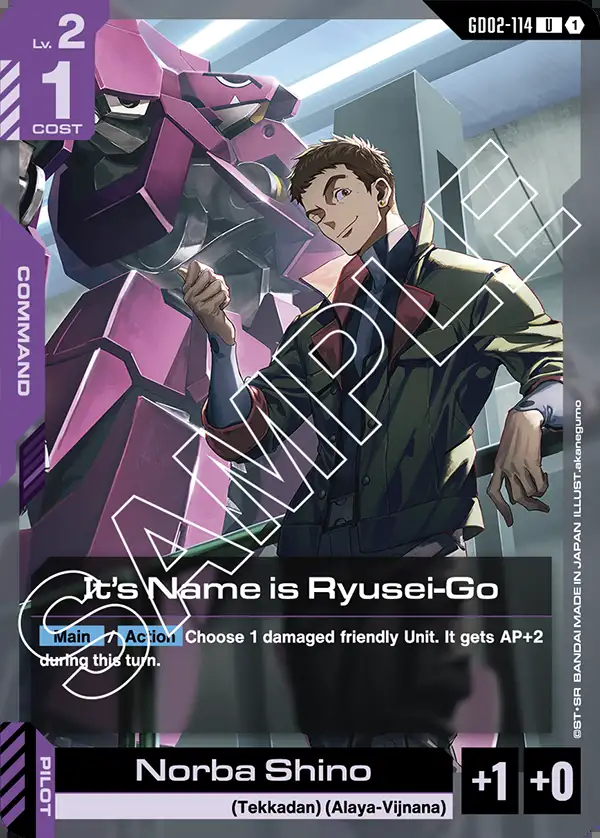 GD02-114 U 1
Lv. 2
1
COST
COMMAND
SAMPLE
It's Name is Ryusei-Go
Main / Action Choose 1 damaged friendly Unit. It gets AP+2
during this turn.
PILOT
Norba Shino
(Tekkadan) (Alaya-Vijnana)
+1 +0
©ST・SR BANDAI MADE IN JAPAN ILLUST.akanegumo